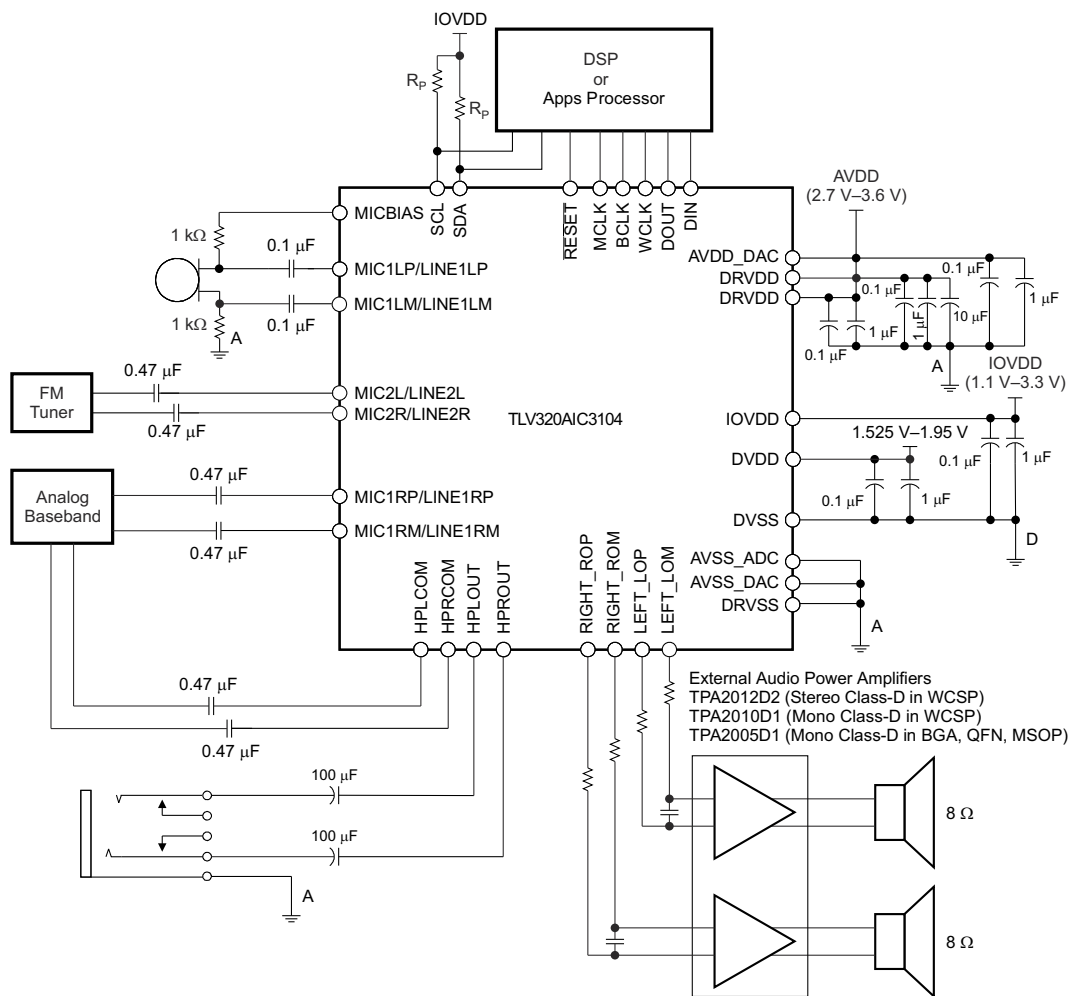 IOVDD
R_P
R_P
DSP
or
Apps Processor
AVDD
(2.7 V–3.6 V)
SCL
SDA
RESET
MCLK
BCLK
WCLK
DOUT
DIN
MICBIAS
1 kΩ
0.1 µF
MIC1LP/LINE1LP
MIC1LM/LINE1LM
1 kΩ
0.1 µF
A
AVDD_DAC
DRVDD
DRVDD
0.1 µF
1 µF
0.1 µF
1 µF
10 µF
0.1 µF
1 µF
A
IOVDD
(1.1 V–3.3 V)
FM
Tuner
0.47 µF
0.47 µF
MIC2L/LINE2L
MIC2R/LINE2R
TLV320AIC3104
IOVDD
1.525 V–1.95 V
DVDD
0.1 µF
1 µF
0.1 µF
1 µF
DVSS
D
Analog
Baseband
0.47 µF
0.47 µF
MIC1RP/LINE1RP
MIC1RM/LINE1RM
AVSS_ADC
AVSS_DAC
DRVSS
A
HPLCOM
HPRCOM
HPLOUT
HPROUT
RIGHT_ROP
RIGHT_ROM
LEFT_LOP
LEFT_LOM
0.47 µF
0.47 µF
External Audio Power Amplifiers
TPA2012D2 (Stereo Class-D in WCSP)
TPA2010D1 (Mono Class-D in WCSP)
TPA2005D1 (Mono Class-D in BGA, QFN, MSOP)
100 µF
100 µF
A
8 Ω
8 Ω